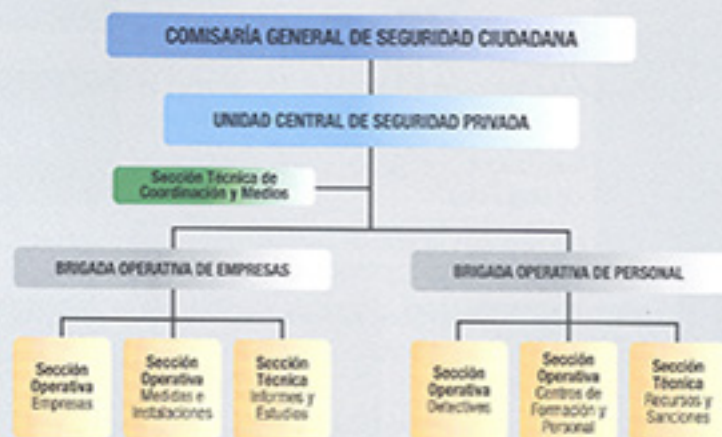 COMISARÍA GENERAL DE SEGURIDAD CIUDADANA
UNIDAD CENTRAL DE SEGURIDAD PRIVADA
Sección Técnica de
Coordinación y Medios
BRIGADA OPERATIVA DE EMPRESAS
BRIGADA OPERATIVA DE PERSONAL
Sección
Operativa
Empresas
Sección
Operativa
Medidas e
Instalaciones
Sección
Técnica
Informes y
Estudios
Sección
Operativa
Detectives
Sección
Operativa
Centros de
Formación y
Personal
Sección
Técnica
Recursos y
Sanciones